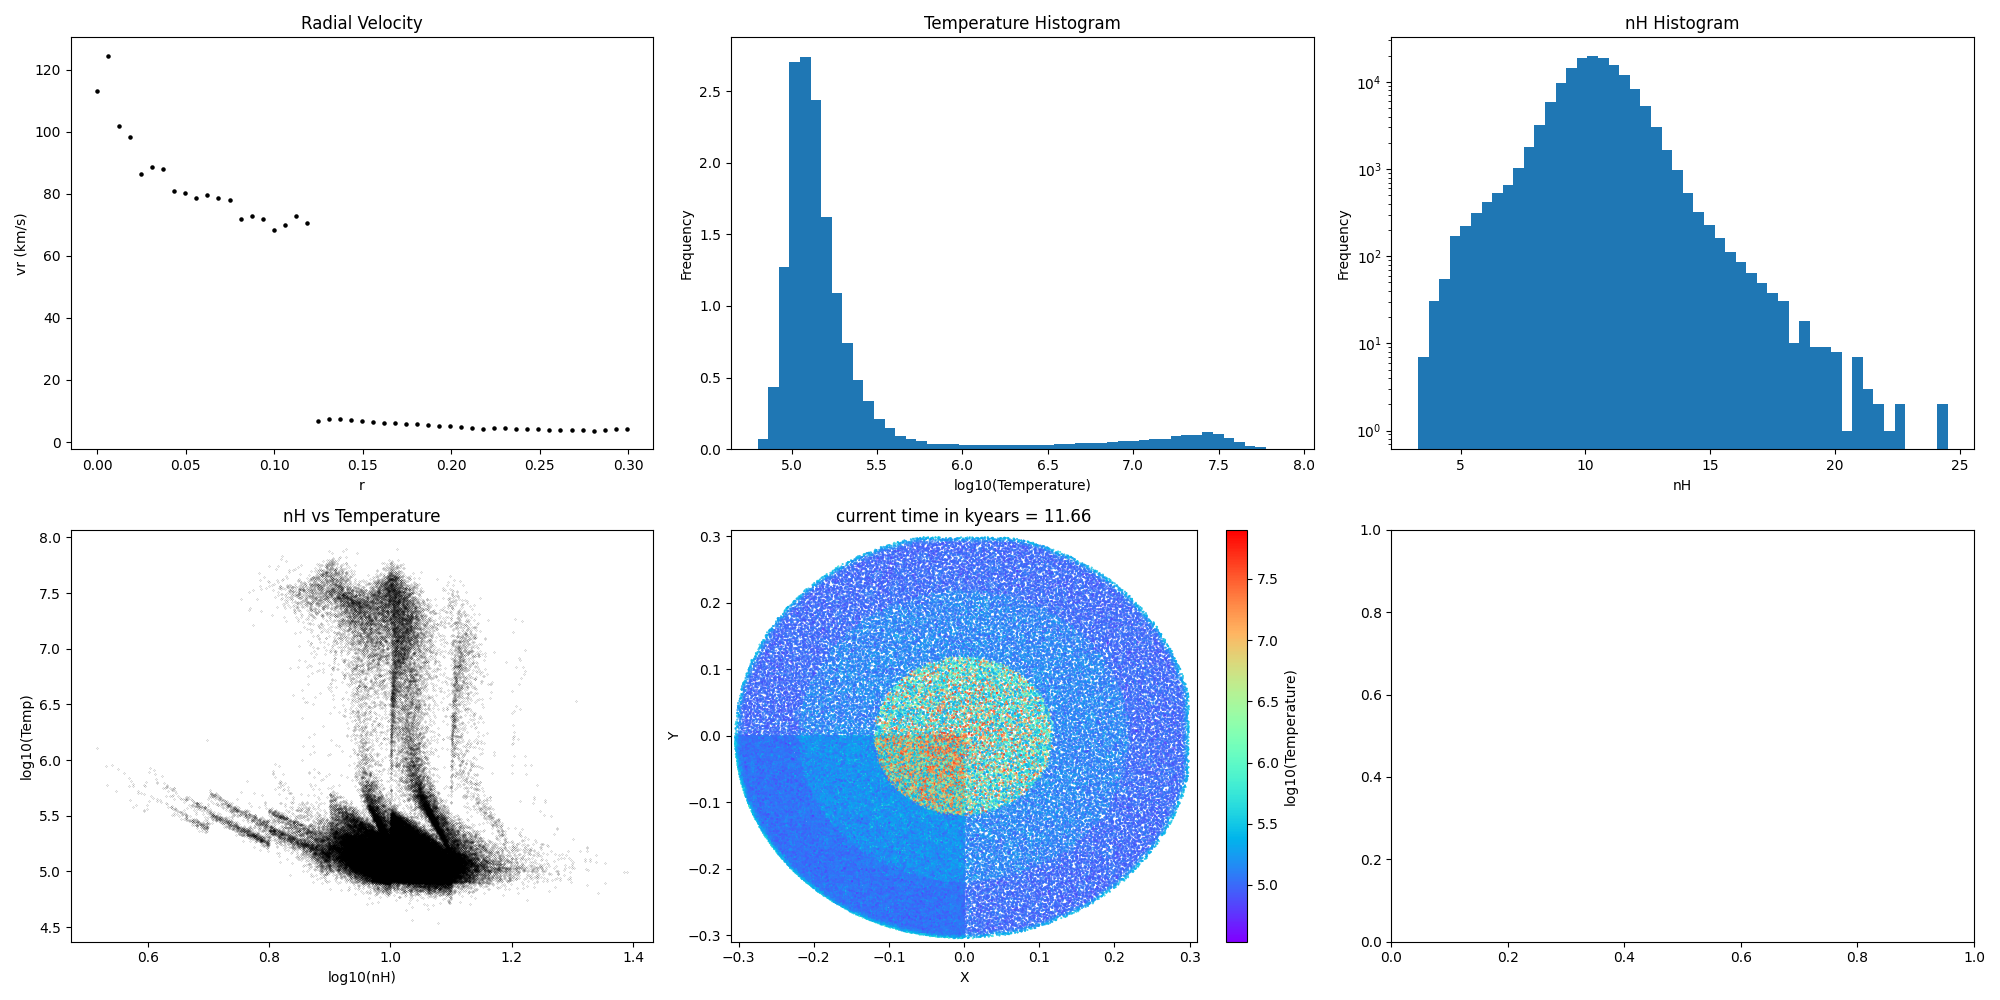 Radial Velocity
vr (km/s)
120
100
80
60
40
20
0
0.00 0.05 0.10 0.15 0.20 0.25 0.30
r
Temperature Histogram
Frequency
2.5
2.0
1.5
1.0
0.5
0.0
5.0 5.5 6.0 6.5 7.0 7.5 8.0
log10(Temperature)
nH Histogram
Frequency
10⁴
10³
10²
10¹
10⁰
5 10 15 20 25
nH
nH vs Temperature
log10(Temp)
8.0
7.5
7.0
6.5
6.0
5.5
5.0
4.5
0.6 0.8 1.0 1.2 1.4
log10(nH)
current time in kyears = 11.66
Y
0.3
0.2
0.1
0.0
−0.1
−0.2
−0.3
−0.3 −0.2 −0.1 0.0 0.1 0.2 0.3
X
7.5
7.0
6.5
6.0
5.5
5.0
log10(Temperature)
1.0
0.8
0.6
0.4
0.2
0.0
0.0 0.2 0.4 0.6 0.8 1.0